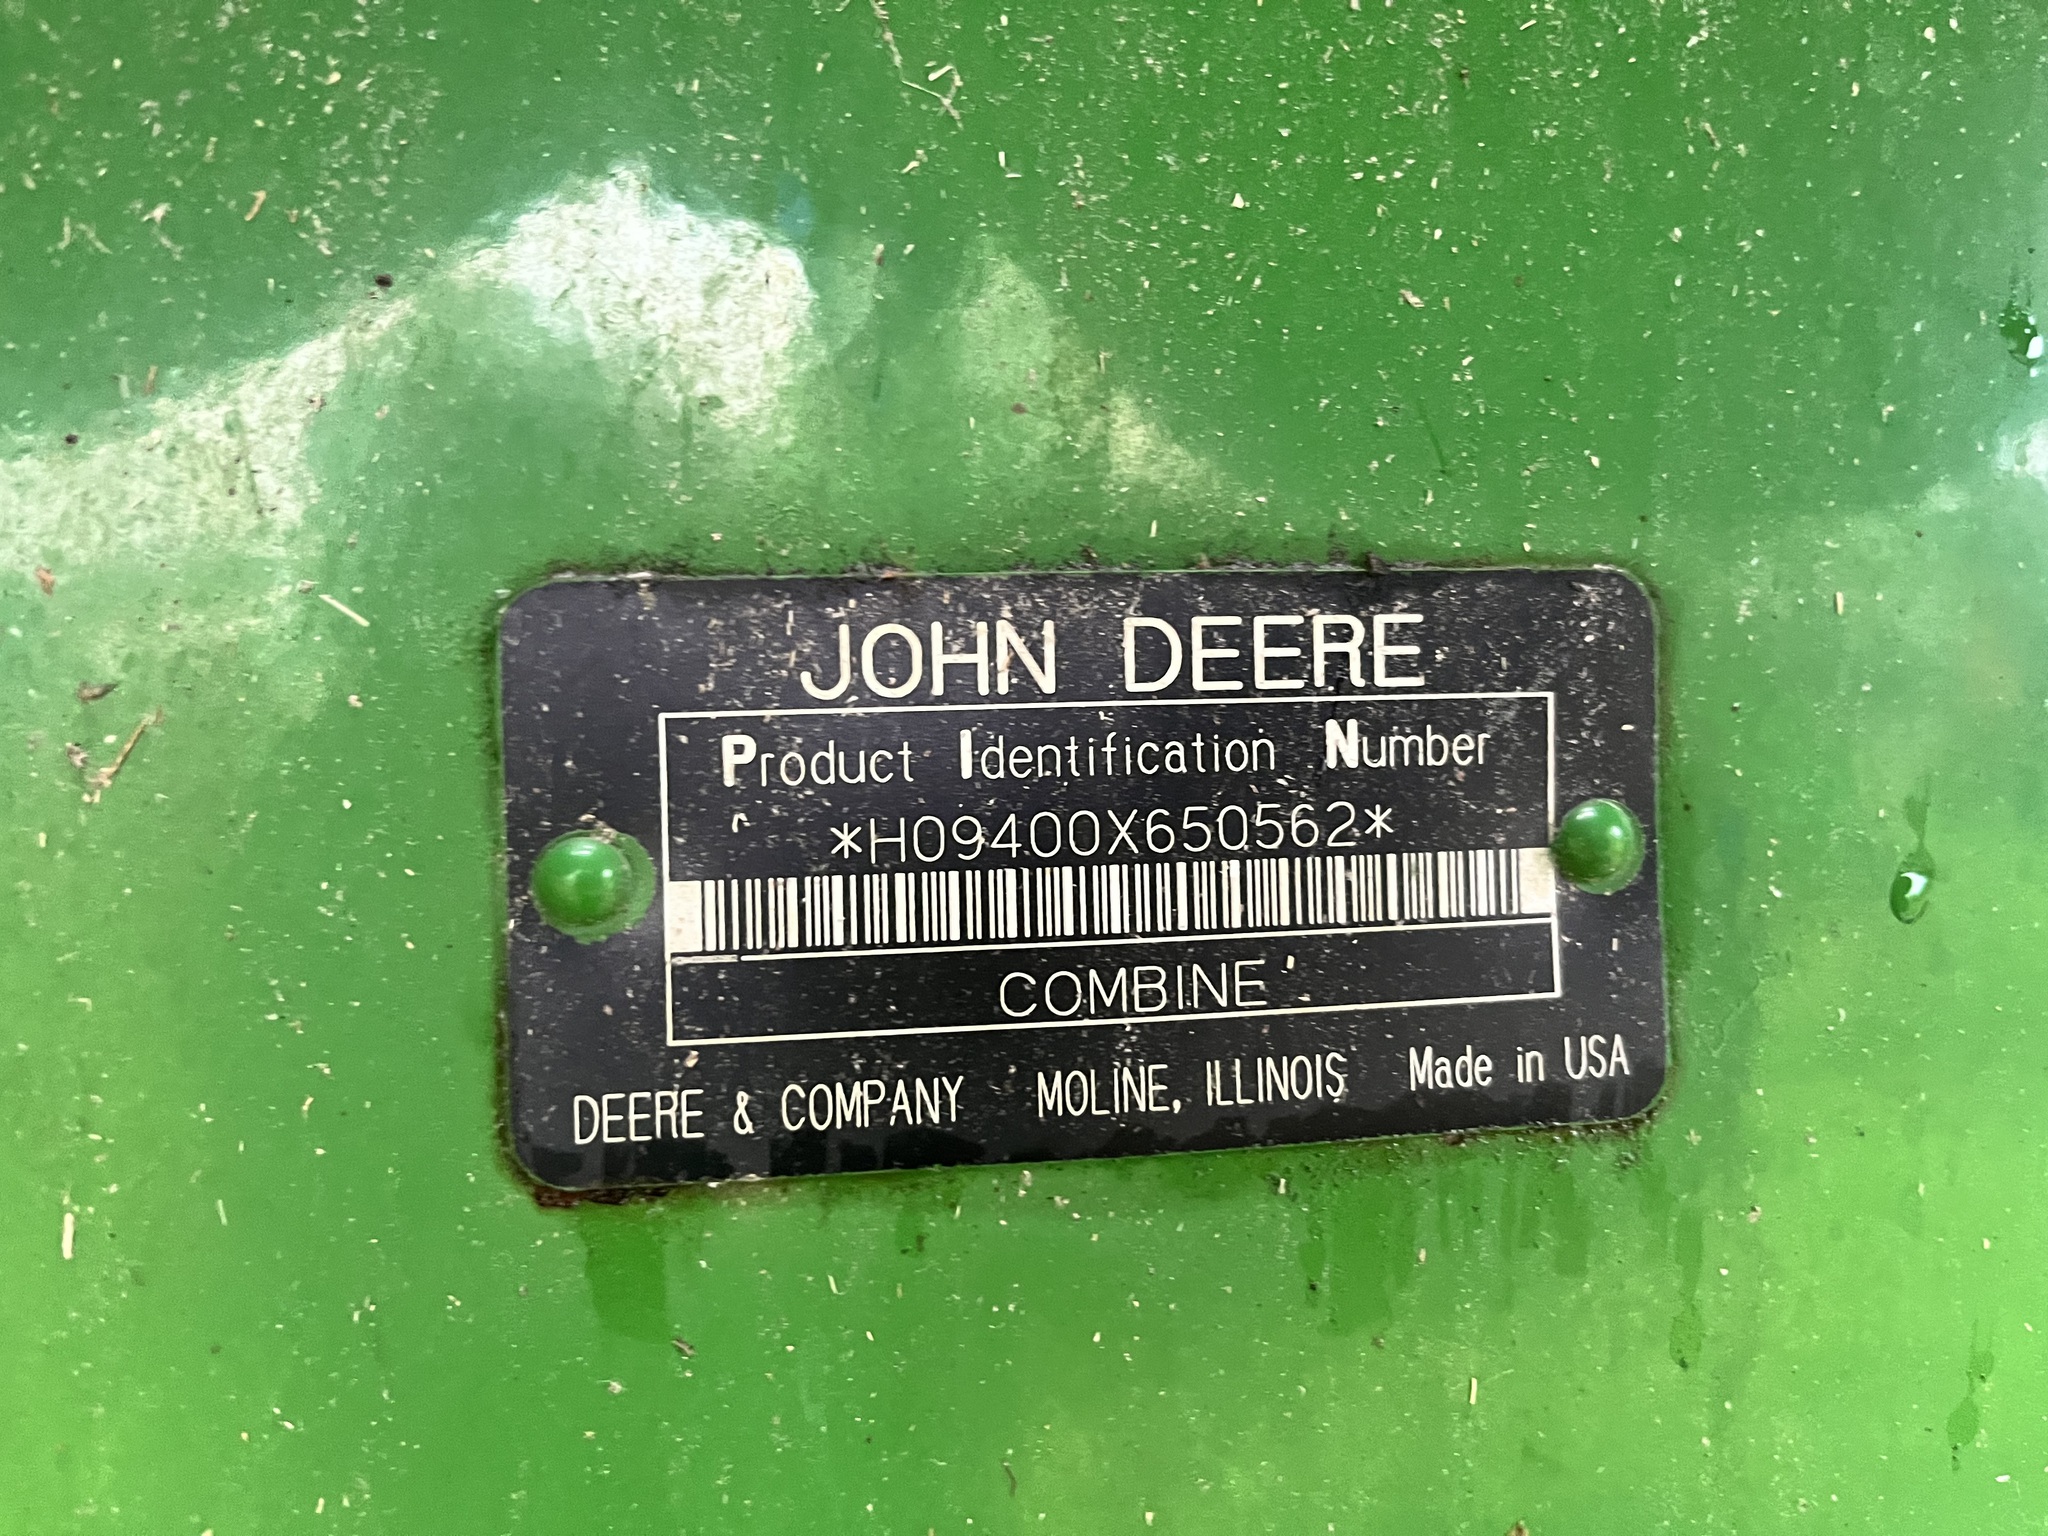 JOHN DEERE
Product Identification Number
*H09400X650562*
COMBINE
DEERE & COMPANY MOLINE, ILLINOIS Made in USA